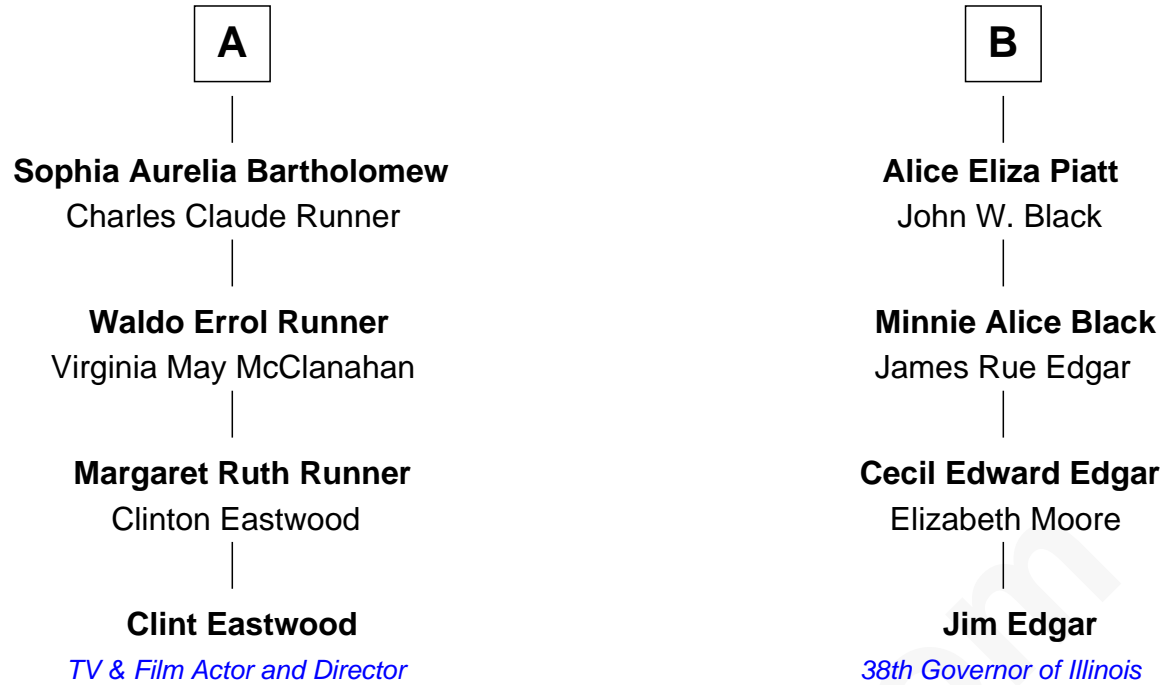 A
Sophia Aurelia Bartholomew
Charles Claude Runner
Waldo Errol Runner
Virginia May McClanahan
Margaret Ruth Runner
Clinton Eastwood
Clint Eastwood
TV & Film Actor and Director
B
Alice Eliza Piatt
John W. Black
Minnie Alice Black
James Rue Edgar
Cecil Edward Edgar
Elizabeth Moore
Jim Edgar
38th Governor of Illinois
om